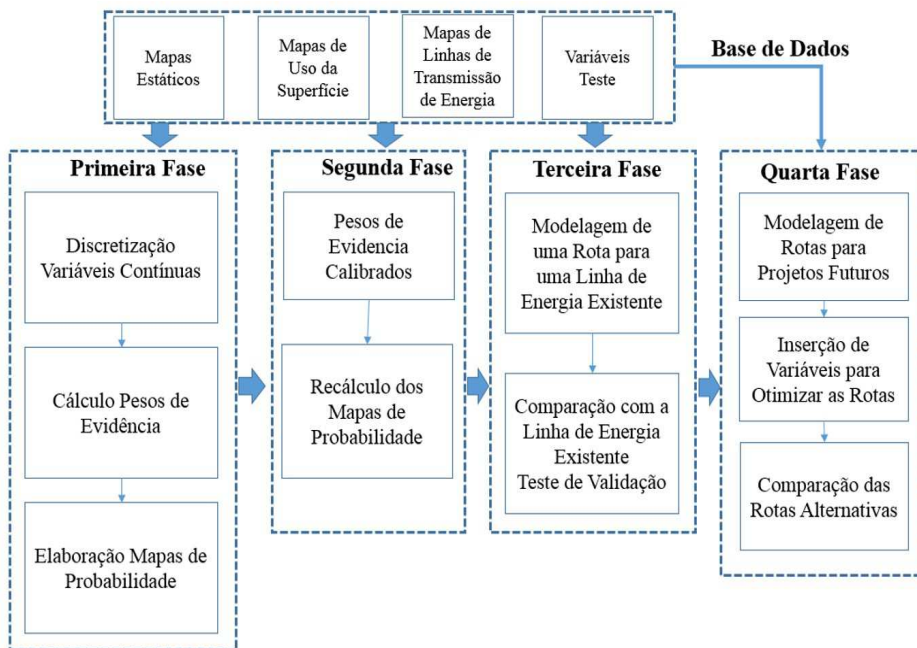 Mapas
Estáticos
Mapas de
Uso da
Superfície
Mapas de
Linhas de
Transmissão
de Energia
Variáveis
Teste
Base de Dados
Primeira Fase
Discretização
Variáveis Contínuas
Cálculo Pesos de
Evidência
Elaboração Mapas de
Probabilidade
Segunda Fase
Pesos de
Evidencia
Calibrados
Recálculo dos
Mapas de
Probabilidade
Terceira Fase
Modelagem de
uma Rota para
uma Linha de
Energia Existente
Comparação com a
Linha de Energia
Existente
Teste de Validação
Quarta Fase
Modelagem de
Rotas para
Projetos Futuros
Inserção de
Variáveis para
Otimizar as Rotas
Comparação das
Rotas Alternativas